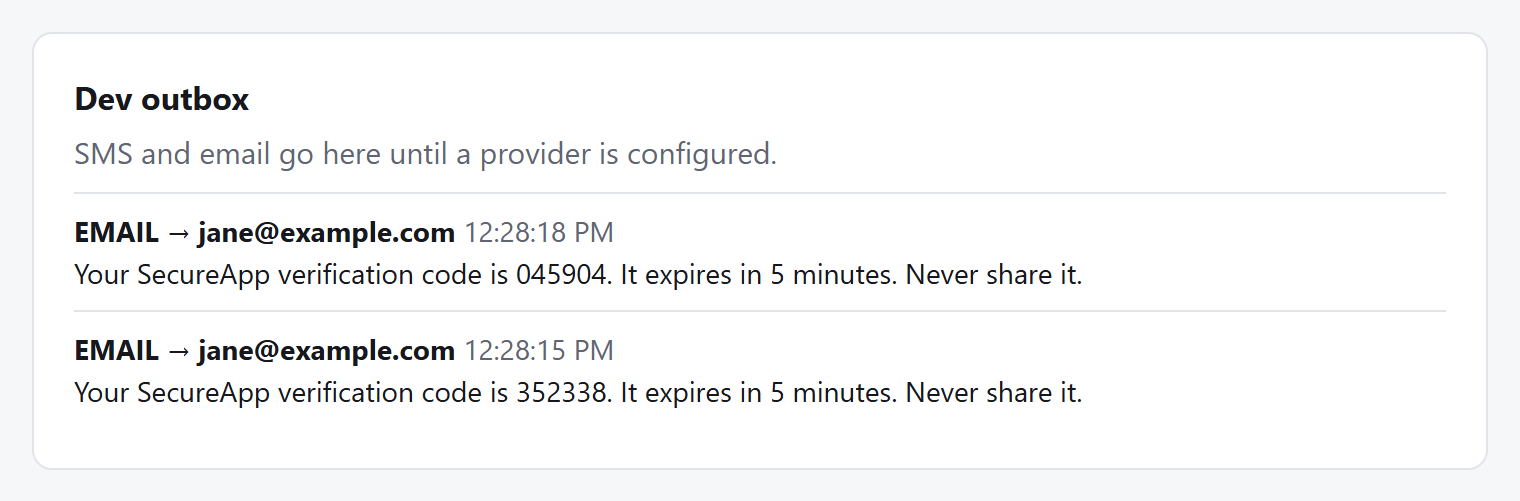 Dev outbox
SMS and email go here until a provider is configured.
EMAIL → jane@example.com 12:28:18 PM
Your SecureApp verification code is 045904. It expires in 5 minutes. Never share it.
EMAIL → jane@example.com 12:28:15 PM
Your SecureApp verification code is 352338. It expires in 5 minutes. Never share it.